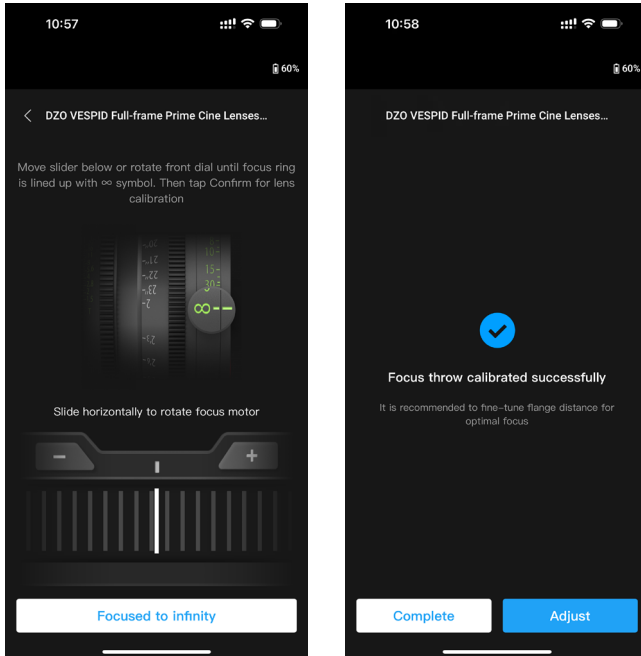 10:57
60%
DZO VESPID Full-frame Prime Cine Lenses...
Move slider below or rotate front dial until focus ring
is lined up with ∞ symbol. Then tap Confirm for lens
calibration
10-
15-
30-
∞
Slide horizontally to rotate focus motor
−
+
Focused to infinity
10:58
60%
DZO VESPID Full-frame Prime Cine Lenses...
Focus throw calibrated successfully
It is recommended to fine-tune flange distance for
optimal focus
Complete
Adjust